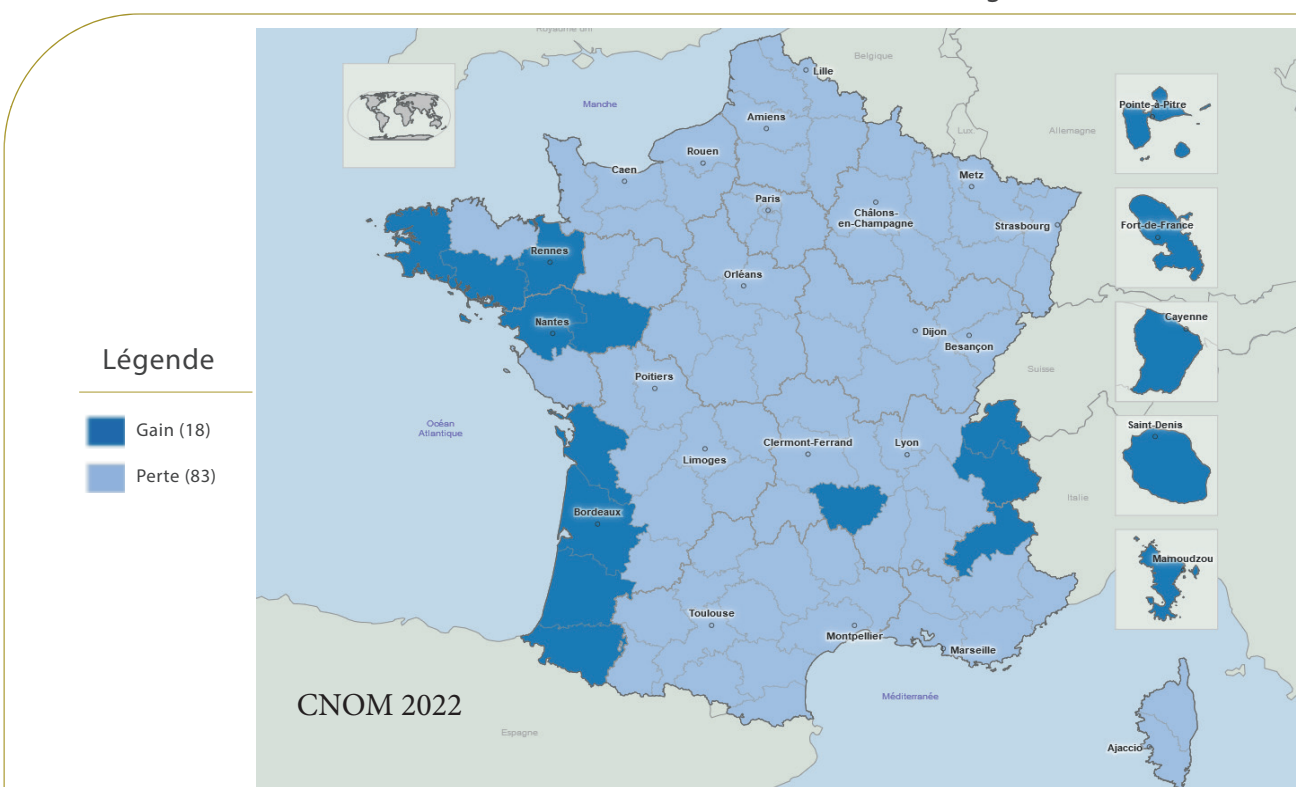 Royaume uni
Belgique
Lille
Manche
Pointe-à-Pitre
Amiens
Lux.
Allemagne
Rouen
Caen
Metz
Paris
Châlons-
en-Champagne
Strasbourg
Fort-de-France
Rennes
Orléans
Cayenne
Nantes
Dijon
Besançon
Légende
Suisse
Poitiers
Gain (18)
Océan
Atlantique
Saint-Denis
Clermont-Ferrand
Lyon
Limoges
Perte (83)
Italie
Bordeaux
Mamoudzou
Toulouse
Montpellier
Marseille
CNOM 2022
Méditerranée
Espagne
Ajaccio